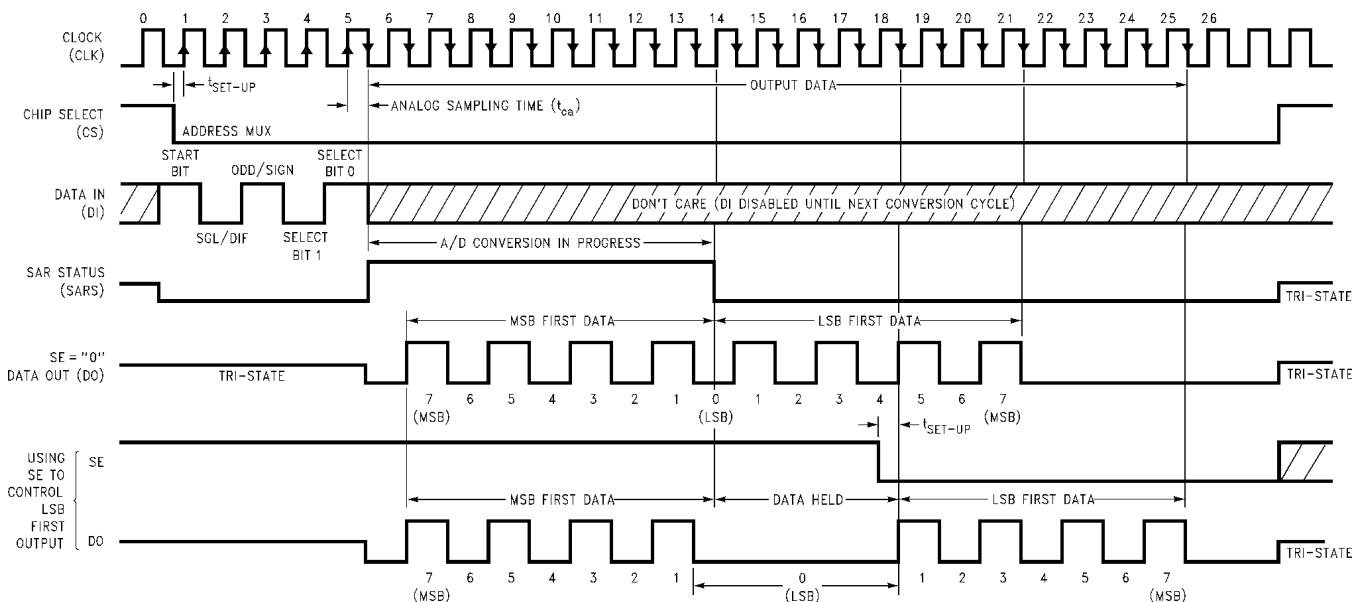 0 1 2 3 4 5 6 7 8 9 10 11 12 13 14 15 16 17 18 19 20 21 22 23 24 25 26
CLOCK
(CLK)
tSET-UP
OUTPUT DATA
ANALOG SAMPLING TIME (tca)
CHIP SELECT
(CS)
ADDRESS MUX
START
BIT
ODD/SIGN
SELECT
BIT 0
DATA IN
(DI)
DON'T CARE (DI DISABLED UNTIL NEXT CONVERSION CYCLE)
SGL/DIF
SELECT
BIT 1
A/D CONVERSION IN PROGRESS
SAR STATUS
(SARS)
TRI-STATE
MSB FIRST DATA
LSB FIRST DATA
SE = "0"
DATA OUT (DO)
TRI-STATE
TRI-STATE
7 6 5 4 3 2 1 0 1 2 3 4 5 6 7
(MSB) (LSB) (MSB)
tSET-UP
USING
SE TO
CONTROL
LSB
FIRST
OUTPUT
SE
MSB FIRST DATA
DATA HELD
LSB FIRST DATA
DO
TRI-STATE
7 6 5 4 3 2 1 0 1 2 3 4 5 6 7
(MSB) (LSB) (MSB)